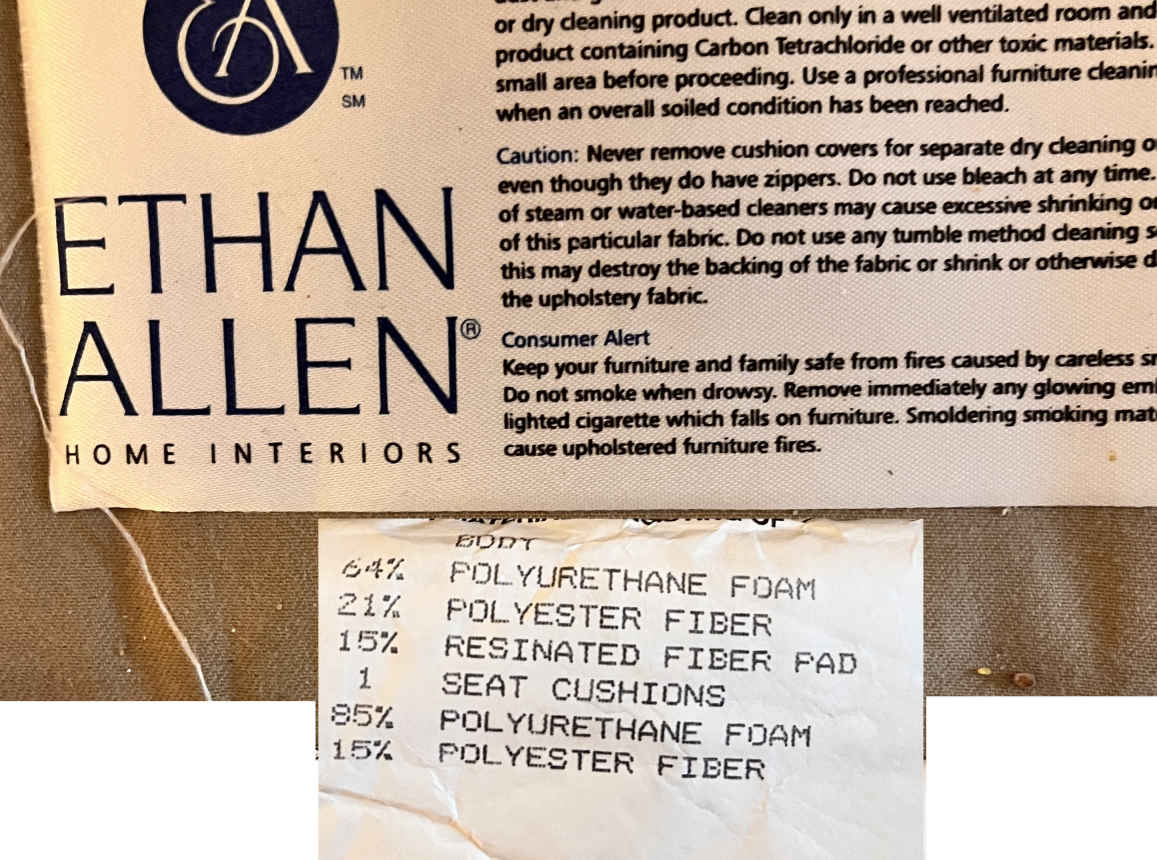 EA
TM
SM
ETHAN
ALLEN®
HOME INTERIORS
or dry cleaning product. Clean only in a well ventilated room and
product containing Carbon Tetrachloride or other toxic materials.
small area before proceeding. Use a professional furniture
when an overall soiled condition has been reached.
Caution: Never remove cushion covers for separate dry cleaning
even though they do have zippers. Do not use bleach at any time.
of steam or water-based cleaners may cause excessive shrinking
of this particular fabric. Do not use any tumble method cleaning
this may destroy the backing of the fabric or shrink or otherwise
the upholstery fabric.
Consumer Alert
Keep your furniture and family safe from fires caused by careless
Do not smoke when drowsy. Remove immediately any glowing
lighted cigarette which falls on furniture. Smoldering smoking
cause upholstered furniture fires.
BODY
64% POLYURETHANE FOAM
21% POLYESTER FIBER
15% RESINATED FIBER PAD
1 SEAT CUSHIONS
85% POLYURETHANE FOAM
15% POLYESTER FIBER